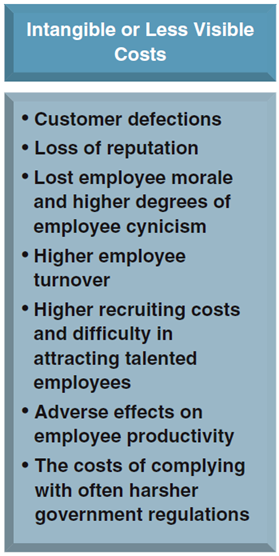 Intangible or Less Visible
Costs
• Customer defections
• Loss of reputation
• Lost employee morale
and higher degrees of
employee cynicism
• Higher employee
turnover
• Higher recruiting costs
and difficulty in
attracting talented
employees
• Adverse effects on
employee productivity
• The costs of complying
with often harsher
government regulations